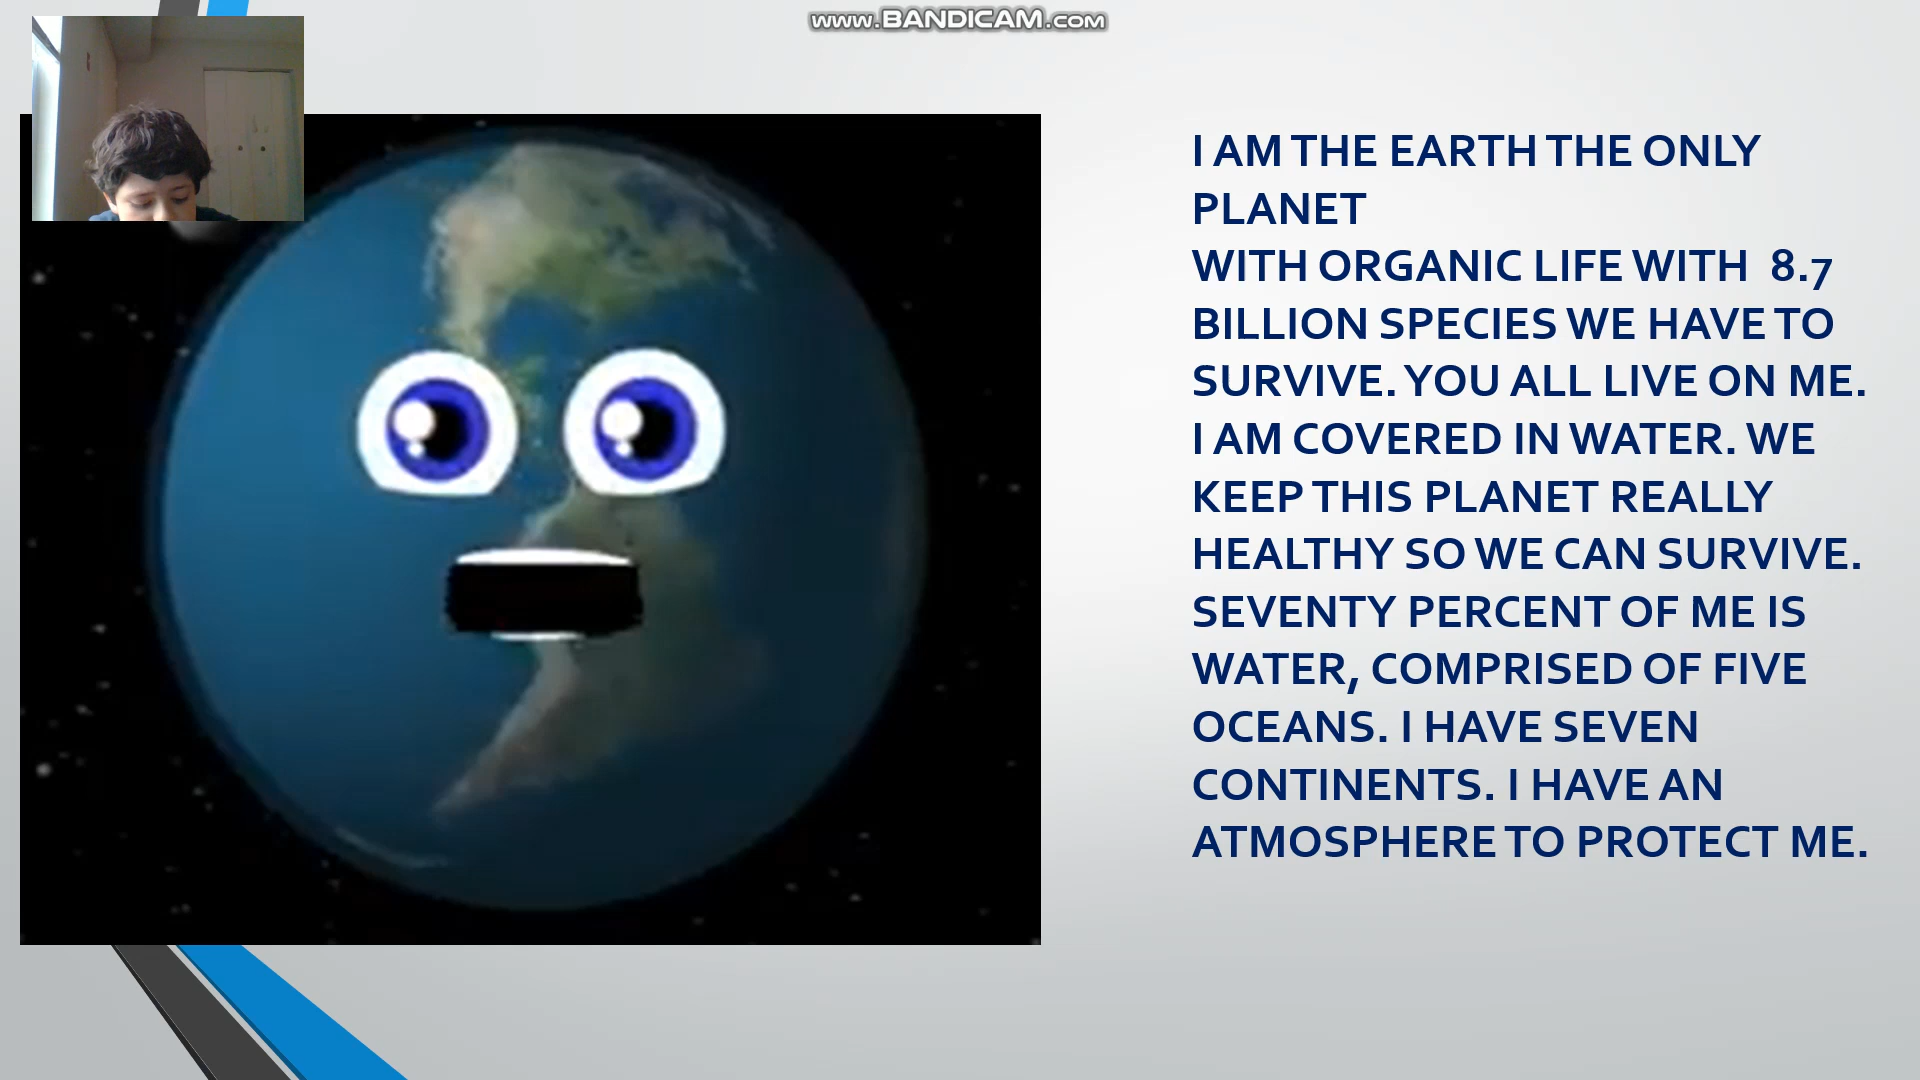 www.BANDICAM.com
I AM THE EARTH THE ONLY
PLANET
WITH ORGANIC LIFE WITH  8.7
BILLION SPECIES WE HAVE TO
SURVIVE. YOU ALL LIVE ON ME.
I AM COVERED IN WATER. WE
KEEP THIS PLANET REALLY
HEALTHY SO WE CAN SURVIVE.
SEVENTY PERCENT OF ME IS
WATER, COMPRISED OF FIVE
OCEANS. I HAVE SEVEN
CONTINENTS. I HAVE AN
ATMOSPHERE TO PROTECT ME.